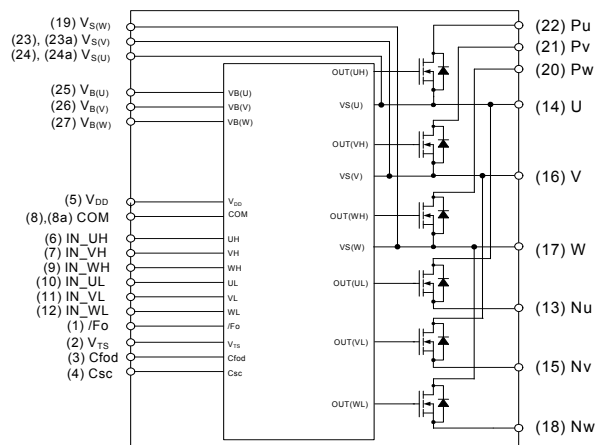 (19) VS(W)
(23), (23a) VS(V)
(24), (24a) VS(U)
(25) VB(U)
(26) VB(V)
(27) VB(W)
(5) VDD
(8),(8a) COM
(6) IN_UH
(7) IN_VH
(9) IN_WH
(10) IN_UL
(11) IN_VL
(12) IN_WL
(1) /Fo
(2) VTS
(3) Cfod
(4) Csc
VB(U)
VB(V)
VB(W)
VDD
COM
UH
VH
WH
UL
VL
WL
/Fo
VTS
Cfod
Csc
OUT(UH)
VS(U)
OUT(VH)
VS(V)
OUT(WH)
VS(W)
OUT(UL)
OUT(VL)
OUT(WL)
(22) Pu
(21) Pv
(20) Pw
(14) U
(16) V
(17) W
(13) Nu
(15) Nv
(18) Nw